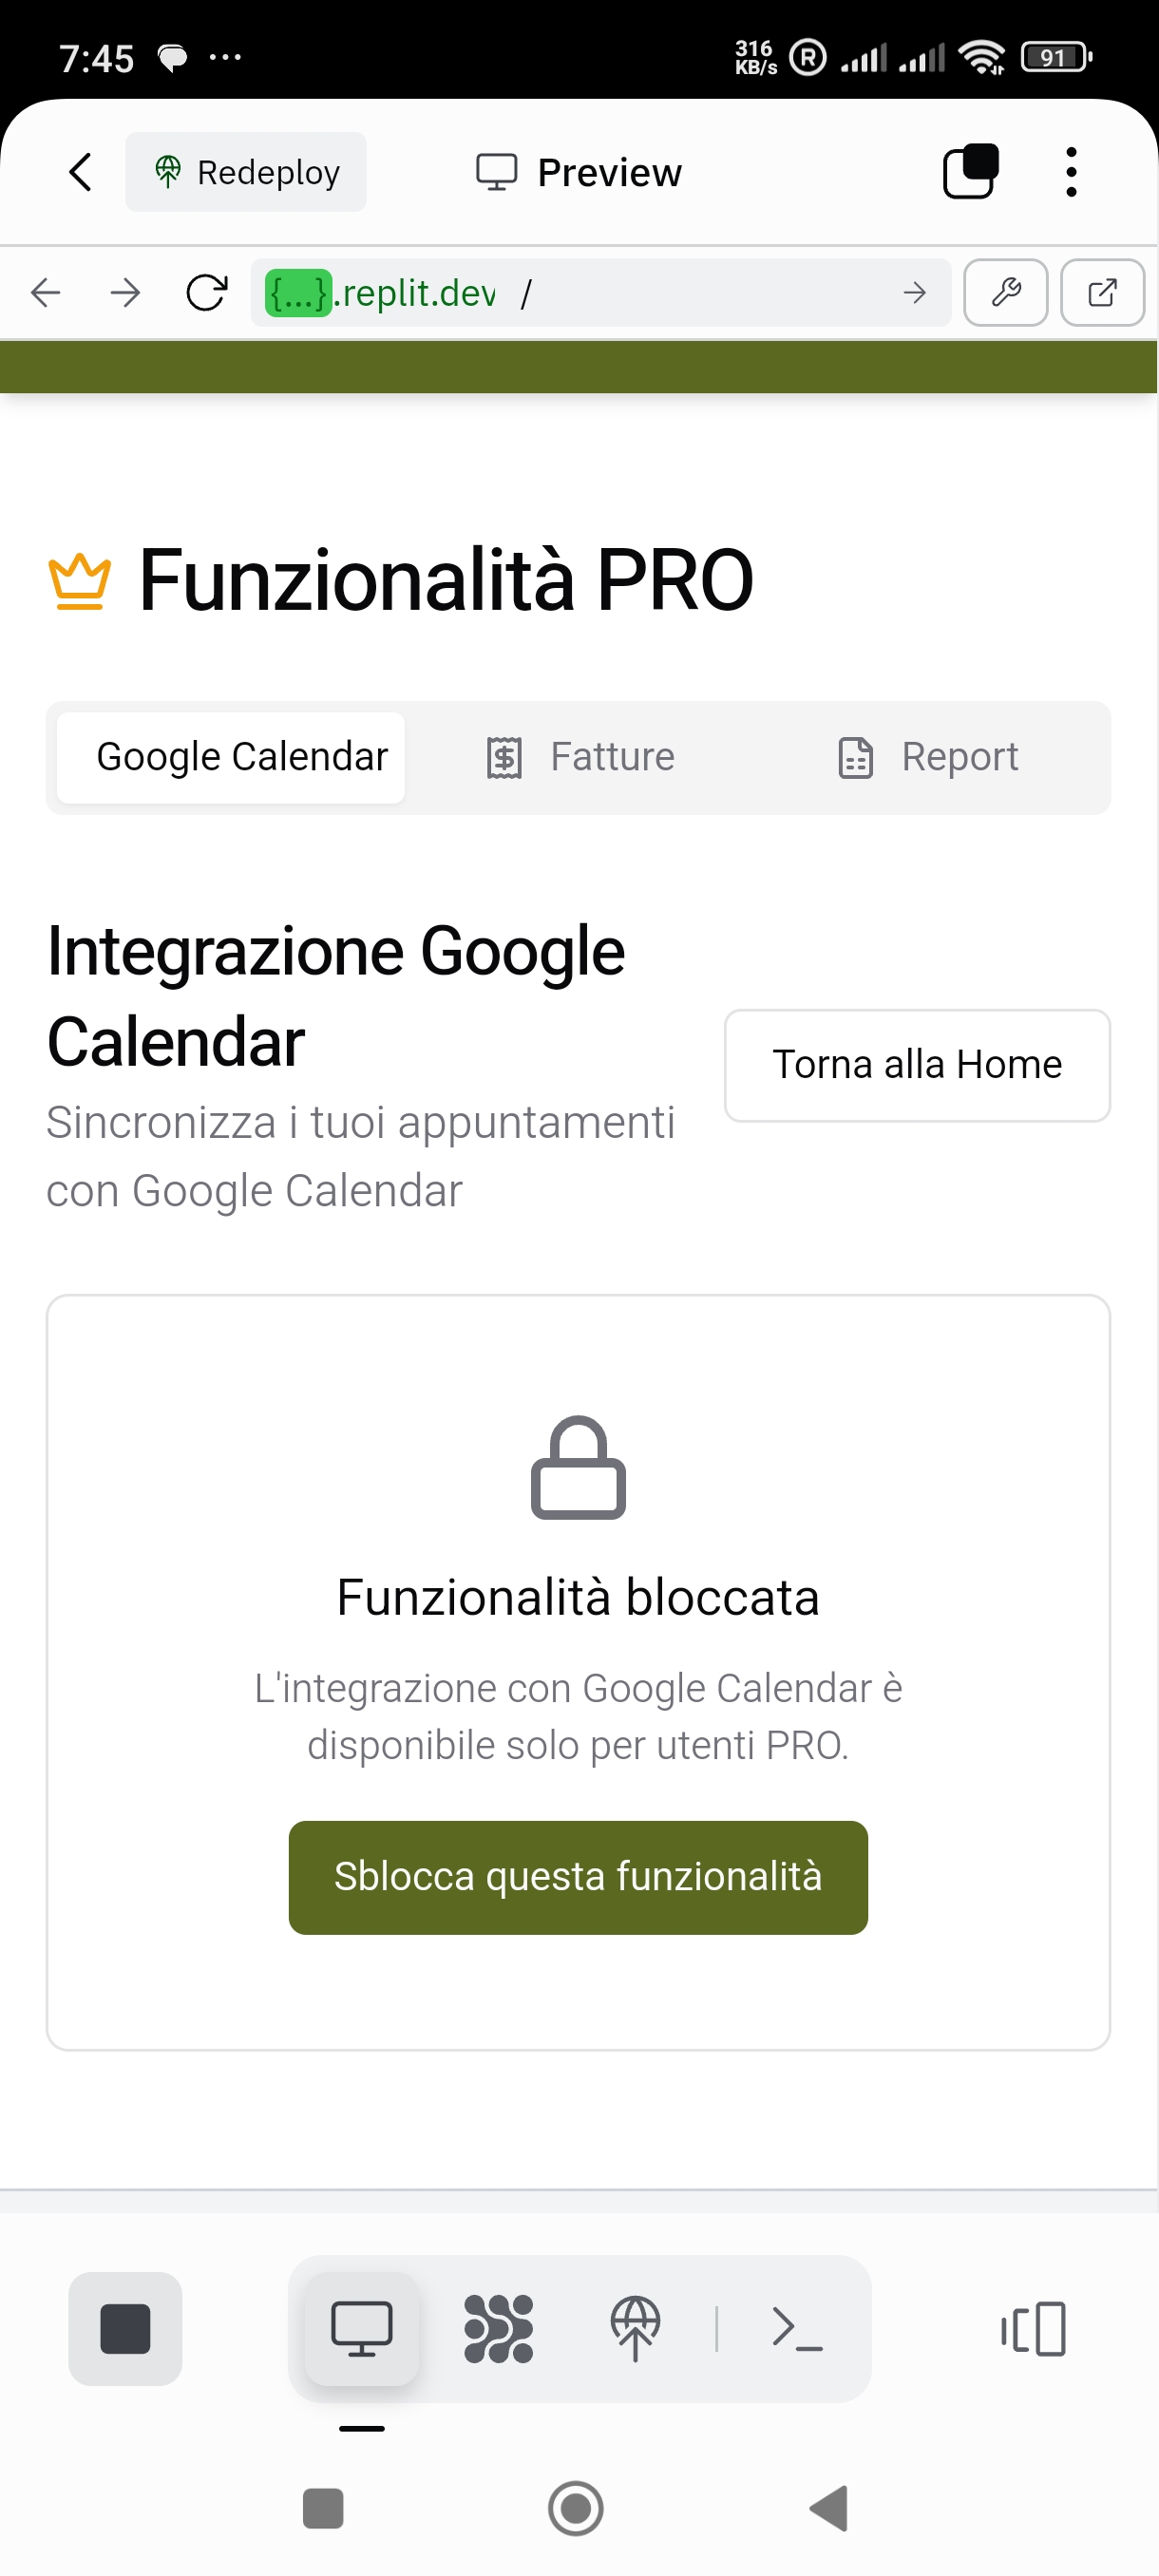 7:45 ... 316 KB/s R 91
Redeploy Preview
{...}.replit.dev /
Funzionalità PRO
Google Calendar Fatture Report
Integrazione Google
Calendar
Torna alla Home
Sincronizza i tuoi appuntamenti
con Google Calendar
Funzionalità bloccata
L'integrazione con Google Calendar è
disponibile solo per utenti PRO.
Sblocca questa funzionalità